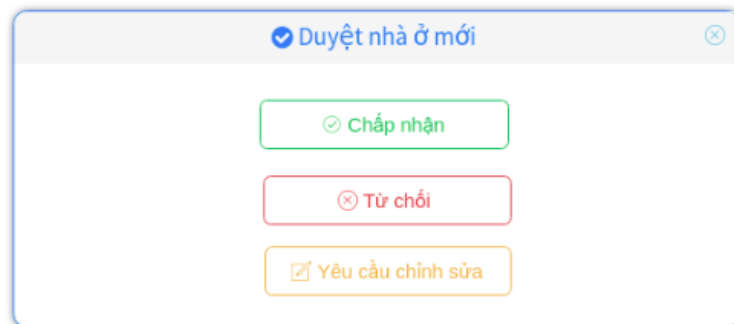 Duyệt nhà ở mới
Chấp nhận
Từ chối
Yêu cầu chỉnh sửa